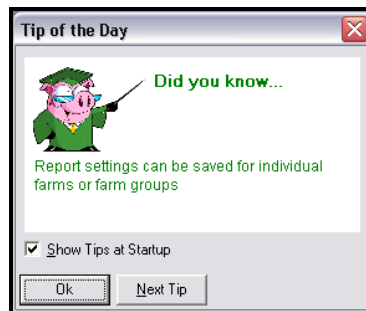 Tip of the Day
Did you know...
Report settings can be saved for individual
farms or farm groups
Show Tips at Startup
Ok
Next Tip